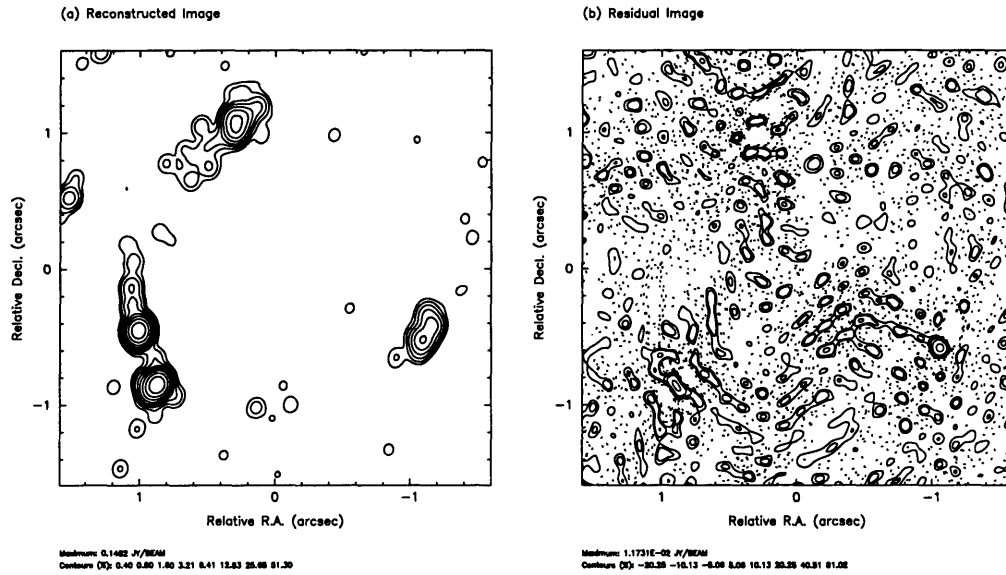 (a) Reconstructed Image
(b) Residual Image
Relative Decl. (arcsec)
1
0
−1
1
0
−1
Relative R.A. (arcsec)
Relative Decl. (arcsec)
1
0
−1
1
0
−1
Relative R.A. (arcsec)
Maximum: 0.1462 JY/BEAM
Contours (%): 0.40 0.80 1.60 3.21 6.41 12.83 25.65 51.30
Maximum: 1.1731E-02 JY/BEAM
Contours (%): -20.25 -10.13 -5.06 5.06 10.13 20.25 40.51 81.02